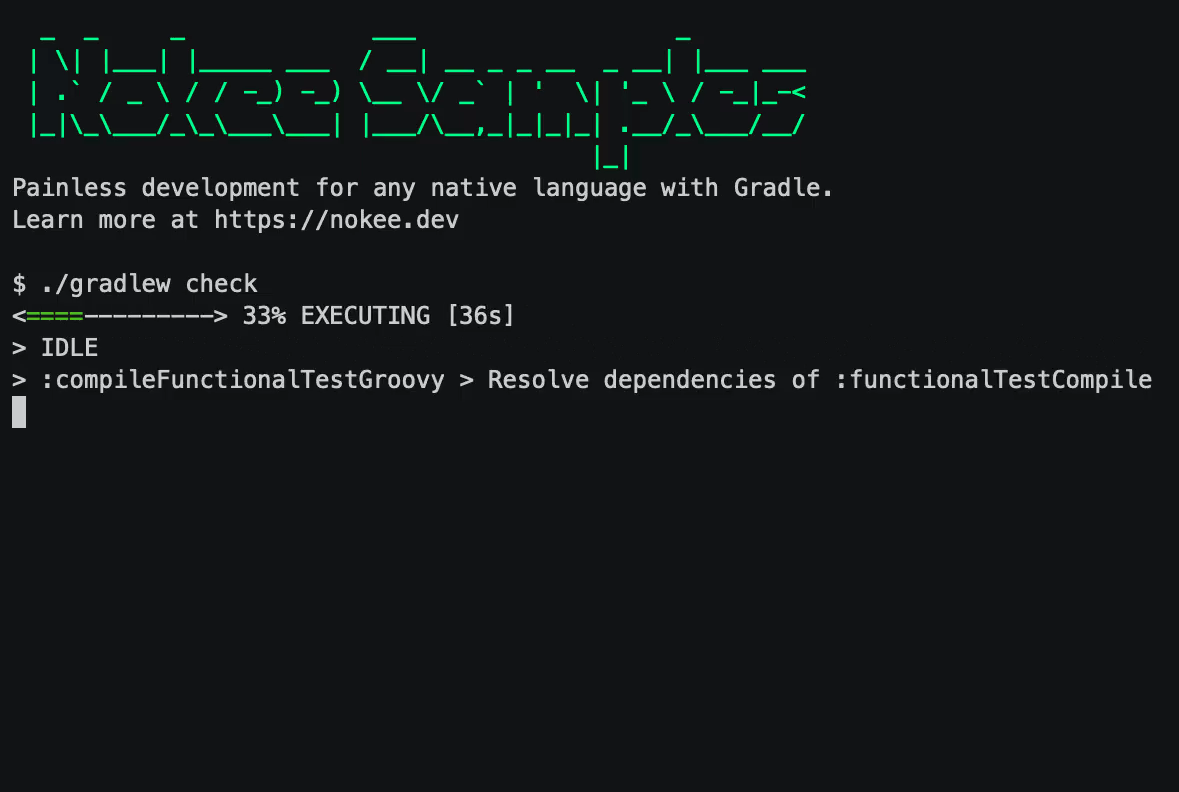 Nokee Samples
Painless development for any native language with Gradle.
Learn more at https://nokee.dev
$ ./gradlew check
<====---------> 33% EXECUTING [36s]
> IDLE
> :compileFunctionalTestGroovy > Resolve dependencies of :functionalTestCompile